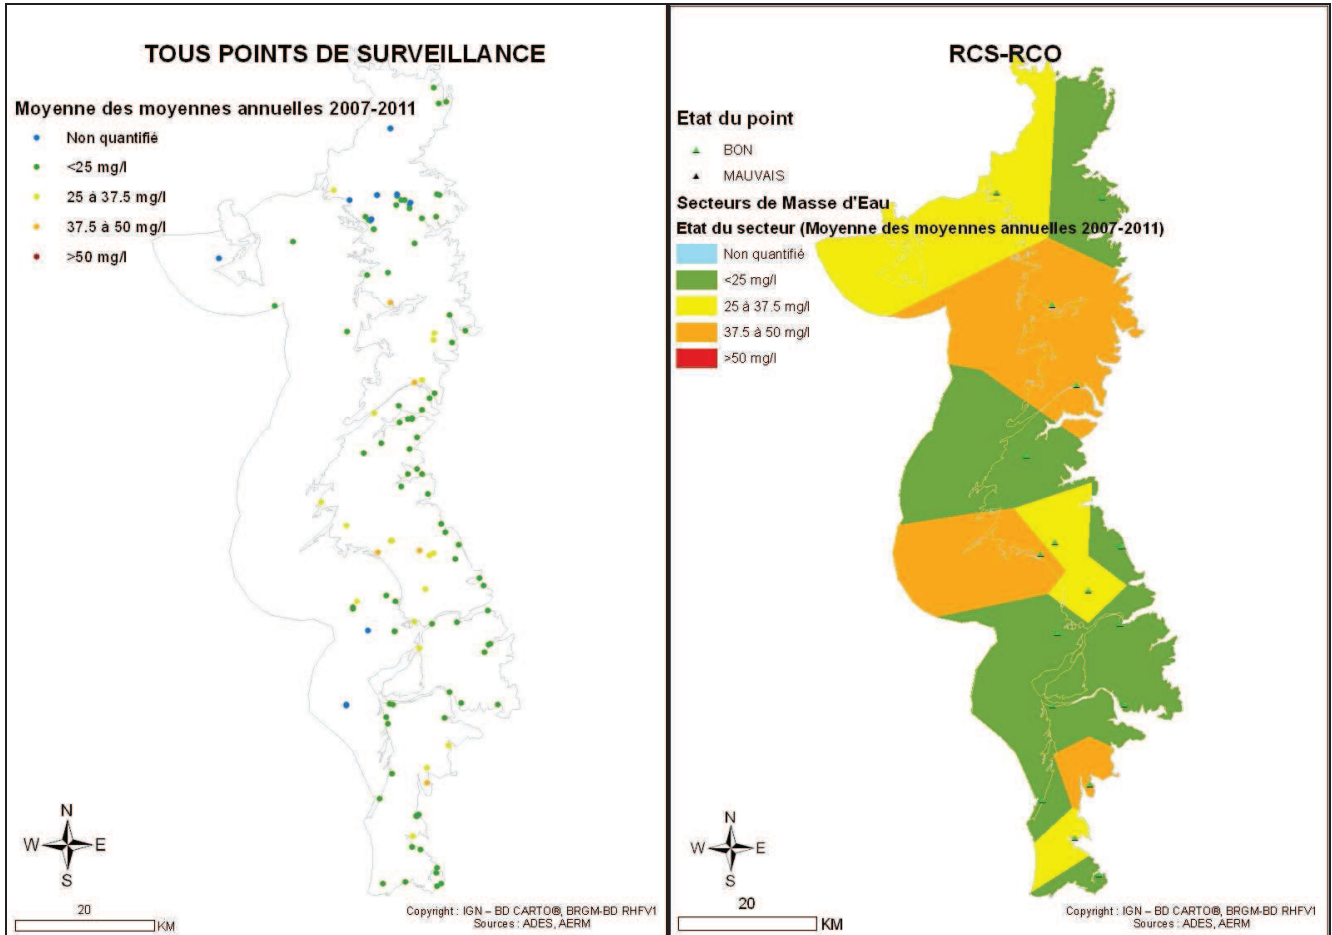 TOUS POINTS DE SURVEILLANCE
Moyenne des moyennes annuelles 2007-2011
Non quantifié
<25 mg/l
25 à 37.5 mg/l
37.5 à 50 mg/l
>50 mg/l
N
W E
S
20
KM
Copyright : IGN – BD CARTO®, BRGM-BD RHFV1
Sources : ADES, AERM
RCS-RCO
Etat du point
BON
MAUVAIS
Secteurs de Masse d'Eau
Etat du secteur (Moyenne des moyennes annuelles 2007-2011)
Non quantifié
<25 mg/l
25 à 37.5 mg/l
37.5 à 50 mg/l
>50 mg/l
N
W E
S
20
KM
Copyright : IGN – BD CARTO®, BRGM-BD RHFV1
Sources : ADES, AERM